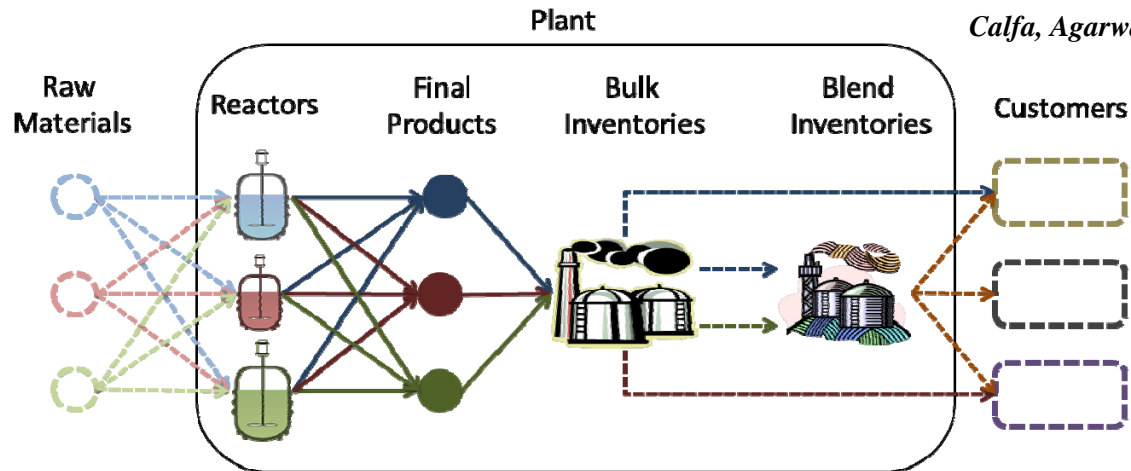 Plant
Calfa, Agarwa
Raw
Materials
Reactors
Final
Products
Bulk
Inventories
Blend
Inventories
Customers